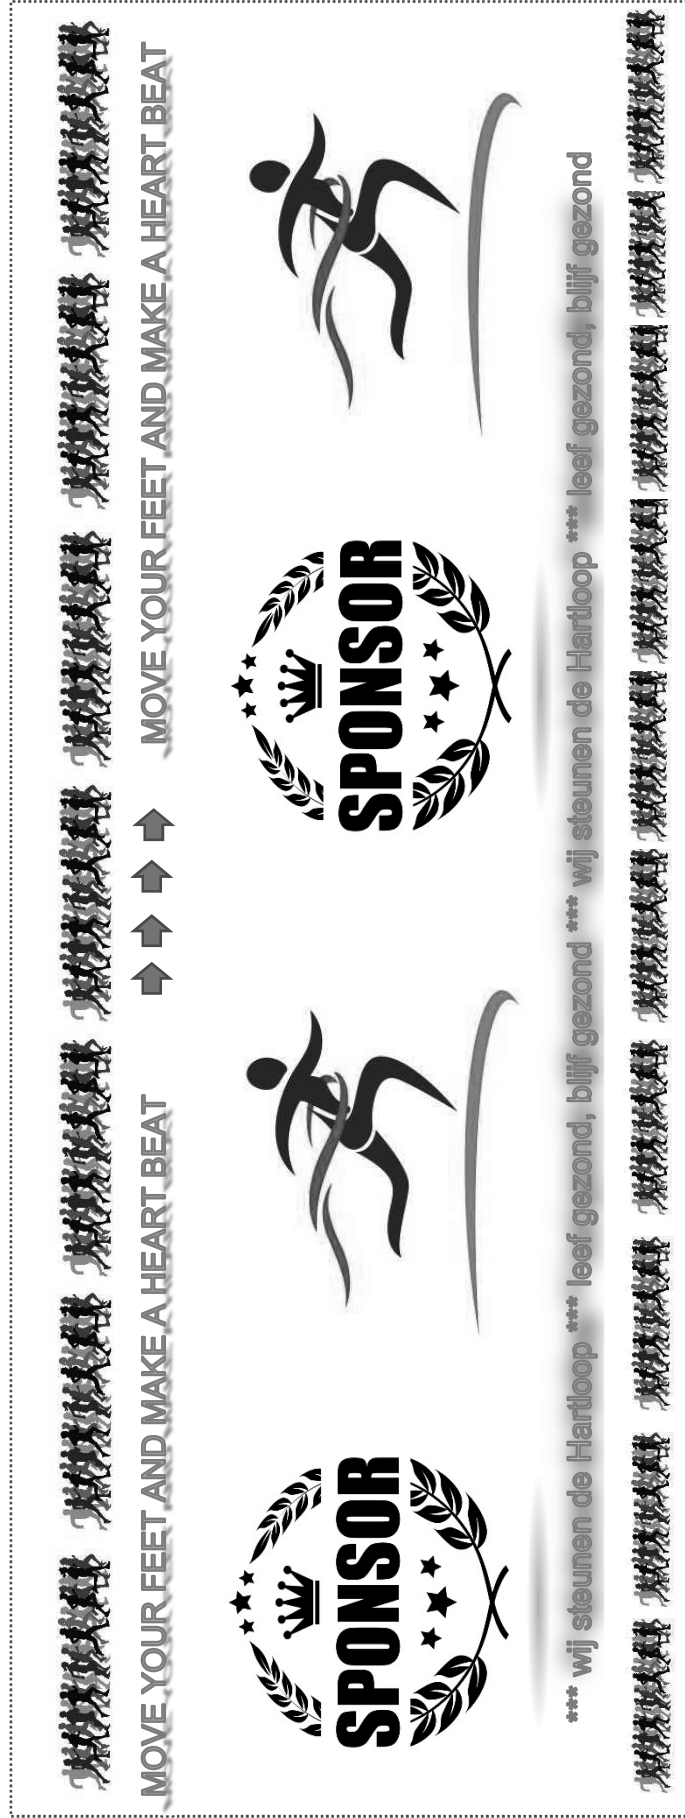 MOVE YOUR FEET AND MAKE A HEART BEAT MOVE YOUR FEET AND MAKE A HEART BEAT
SPONSOR SPONSOR
*** wij steunen de Hartloop *** leef gezond, blijf gezond *** wij steunen de Hartloop *** leef gezond, blijf gezond